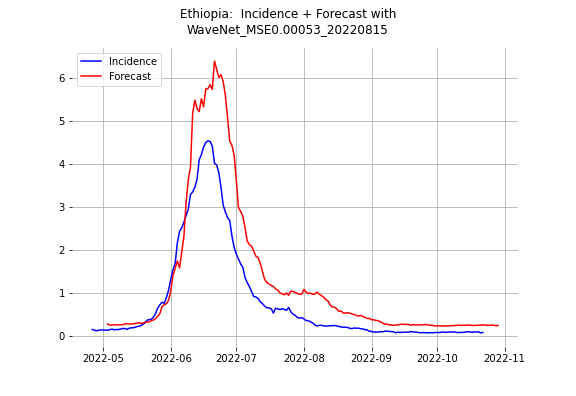 Ethiopia:  Incidence + Forecast with
WaveNet_MSE0.00053_20220815
Incidence
Forecast
6
5
4
3
2
1
0
2022-05 2022-06 2022-07 2022-08 2022-09 2022-10 2022-11